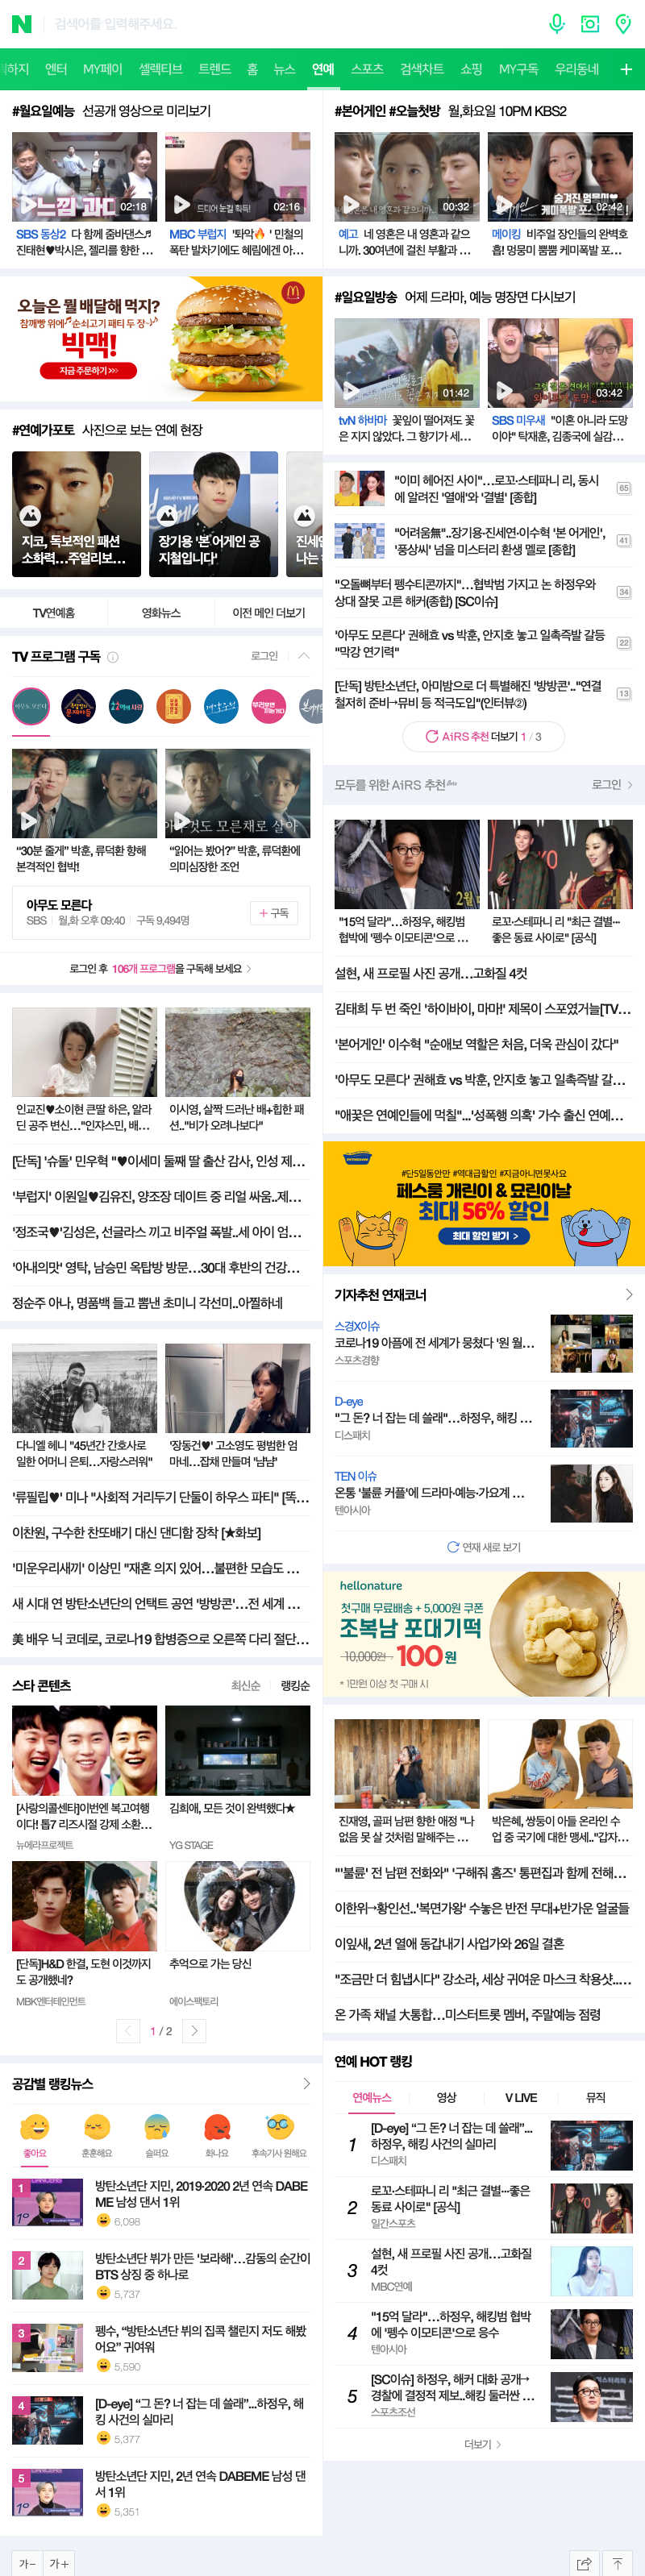 N 검색어를 입력해주세요.
하지 엔터 MY페이 셀렉티브 트렌드 홈 뉴스 연예 스포츠 검색차트 쇼핑 MY구독 우리동네 +
#월요일예능 선공개 영상으로 미리보기
느낌 과다
02:18
드디어 눈길 획득!
02:16
SBS 동상2 다 함께 줌바댄스♬
진태현♥박시은, 젤리를 향한 …
MBC 부럽지 '퇴악🔥' 민철의
폭탄 발차기에도 혜림에겐 아…
오늘은 뭘 배달해 먹지?
참깨빵 위에♪순쇠고기 패티 두 장♪
빅맥!
지금 주문하기 >>>
#연예가포토 사진으로 보는 연예 현장
지코, 독보적인 패션
소화력…주얼리보…
장기용 '본 어게인 공
지철입니다'
진세연
나는
TV연예홈 영화뉴스 이전 메인 더보기
TV 프로그램 구독 로그인
“30분 줄게” 박훈, 류덕환 향해
본격적인 협박!
아무것도 모른채로 살아
“읽어는 봤어?” 박훈, 류덕환에
의미심장한 조언
아무도 모른다
SBS 월,화 오후 09:40 구독 9,494명
+ 구독
로그인 후 106개 프로그램을 구독해 보세요 >
인교진♥소이현 큰딸 하은, 알라
딘 공주 변신…"인쟈스민, 배…
이시영, 살짝 드러난 배+힙한 패
션.."비가 오려나보다"
[단독] '슈돌' 민우혁 "♥이세미 둘째 딸 출산 감사, 인성 제…
'부럽지' 이원일♥김유진, 양조장 데이트 중 리얼 싸움..제…
'정조국♥'김성은, 선글라스 끼고 비주얼 폭발..세 아이 엄…
'아내의맛' 영탁, 남승민 옥탑방 방문…30대 후반의 건강…
정순주 아나, 명품백 들고 뽐낸 초미니 각선미..아찔하네
다니엘 헤니 "45년간 간호사로
일한 어머니 은퇴…자랑스러워"
'장동건♥' 고소영도 평범한 엄
마네…잡채 만들며 "냠냠"
'류필립♥' 미나 "사회적 거리두기 단둘이 하우스 파티" [똑…
이찬원, 구수한 찬또배기 대신 댄디함 장착 [★화보]
'미운우리새끼' 이상민 "재혼 의지 있어…불편한 모습도 …
새 시대 연 방탄소년단의 언택트 공연 '방방콘'…전 세계 …
美 배우 닉 코데로, 코로나19 합병증으로 오른쪽 다리 절단…
스타 콘텐츠 최신순 랭킹순
[사랑의콜센타]이번엔 복고여행
이다! 톱7 리즈시절 강제 소환…
뉴에라프로젝트
김희애, 모든 것이 완벽했다★
YG STAGE
[단독]H&D 한결, 도현 이것까지
도 공개했네?
MBK엔터테인먼트
추억으로 가는 당신
에이스팩토리
< 1 / 2 >
공감별 랭킹뉴스 >
좋아요 훈훈해요 슬퍼요 화나요 후속기사 원해요
1
방탄소년단 지민, 2019·2020 2년 연속 DABE
ME 남성 댄서 1위
6,098
2
방탄소년단 뷔가 만든 '보라해'…감동의 순간이
BTS 상징 중 하나로
5,737
3
펭수, “방탄소년단 뷔의 집콕 챌린지 저도 해봤
어요” 귀여워
5,590
4
[D-eye] “그 돈? 너 잡는 데 쓸래”...하정우, 해
킹 사건의 실마리
5,377
5
방탄소년단 지민, 2년 연속 DABEME 남성 댄
서 1위
5,351
가- 가+
#본어게인 #오늘첫방 월,화요일 10PM KBS2
00:32
숨겨진 멍뭉이♥
케미폭발 포스터
02:42
예고 네 영혼은 내 영혼과 같으
니까. 30여년에 걸친 부활과 …
메이킹 비주얼 장인들의 완벽호
흡! 멍뭉미 뿜뿜 케미폭발 포…
#일요일방송 어제 드라마, 예능 명장면 다시보기
01:42
03:42
tvN 하바마 꽃잎이 떨어져도 꽃
은 지지 않았다. 그 향기가 세…
SBS 미우새 "이혼 아니라 도망
이야" 탁재훈, 김종국에 실감…
"이미 헤어진 사이"…로꼬·스테파니 리, 동시
에 알려진 '열애'와 '결별' [종합]
65
"어려움無"..장기용·진세연·이수혁 '본 어게인',
'풍상씨' 넘을 미스터리 환생 멜로 [종합]
41
"오돌뼈부터 펭수티콘까지"…협박범 가지고 논 하정우와
상대 잘못 고른 해커(종합) [SC이슈]
34
'아무도 모른다' 권해효 vs 박훈, 안지호 놓고 일촉즉발 갈등
"막강 연기력"
22
[단독] 방탄소년단, 아미밤으로 더 특별해진 '방방콘'.."연결
철저히 준비→뮤비 등 적극도입"(인터뷰②)
13
AiRS 추천 더보기 1 / 3
모두를 위한 AiRS 추천 Beta 로그인 >
"15억 달라"…하정우, 해킹범
협박에 '펭수 이모티콘'으로 …
로꼬·스테파니 리 "최근 결별···
좋은 동료 사이로" [공식]
설현, 새 프로필 사진 공개…고화질 4컷
김태희 두 번 죽인 '하이바이, 마마!' 제목이 스포였거늘[TV…
'본어게인' 이수혁 "순애보 역할은 처음, 더욱 관심이 갔다"
'아무도 모른다' 권해효 vs 박훈, 안지호 놓고 일촉즉발 갈…
"애꿎은 연예인들에 먹칠"...'성폭행 의혹' 가수 출신 연예…
#단5일동안만 #역대급할인 #지금아니면못사요
페스룸 개린이 & 묘린이날
최대 56% 할인
최대 할인 받기 >
기자추천 연재코너 >
스경X이슈
코로나19 아픔에 전 세계가 뭉쳤다 '원 월…
스포츠경향
D-eye
"그 돈? 너 잡는 데 쓸래"…하정우, 해킹 …
디스패치
TEN 이슈
온통 '불륜 커플'에 드라마·예능·가요계 …
텐아시아
연재 새로 보기
hellonature
첫구매 무료배송 + 5,000원 쿠폰
조복남 포대기떡
10,000원→ 100원
* 1만원 이상 첫 구매 시
진재영, 골퍼 남편 향한 애정 "나
없음 못 살 것처럼 말해주는 …
박은혜, 쌍둥이 아들 온라인 수
업 중 국기에 대한 맹세.."갑자…
"'불륜' 전 남편 전화와" '구해줘 홈즈' 통편집과 함께 전해…
이한위→황인선..'복면가왕' 수놓은 반전 무대+반가운 얼굴들
이잎새, 2년 열애 동갑내기 사업가와 26일 결혼
"조금만 더 힘냅시다" 강소라, 세상 귀여운 마스크 착용샷..…
온 가족 채널 大통합…미스터트롯 멤버, 주말예능 점령
연예 HOT 랭킹
연예뉴스 영상 V LIVE 뮤직
1
[D-eye] “그 돈? 너 잡는 데 쓸래”...
하정우, 해킹 사건의 실마리
디스패치
2
로꼬·스테파니 리 "최근 결별···좋은
동료 사이로" [공식]
일간스포츠
3
설현, 새 프로필 사진 공개…고화질
4컷
MBC연예
4
"15억 달라"…하정우, 해킹범 협박
에 '펭수 이모티콘'으로 응수
텐아시아
5
[SC이슈] 하정우, 해커 대화 공개→
경찰에 결정적 제보..해킹 둘러싼 …
스포츠조선
더보기 >